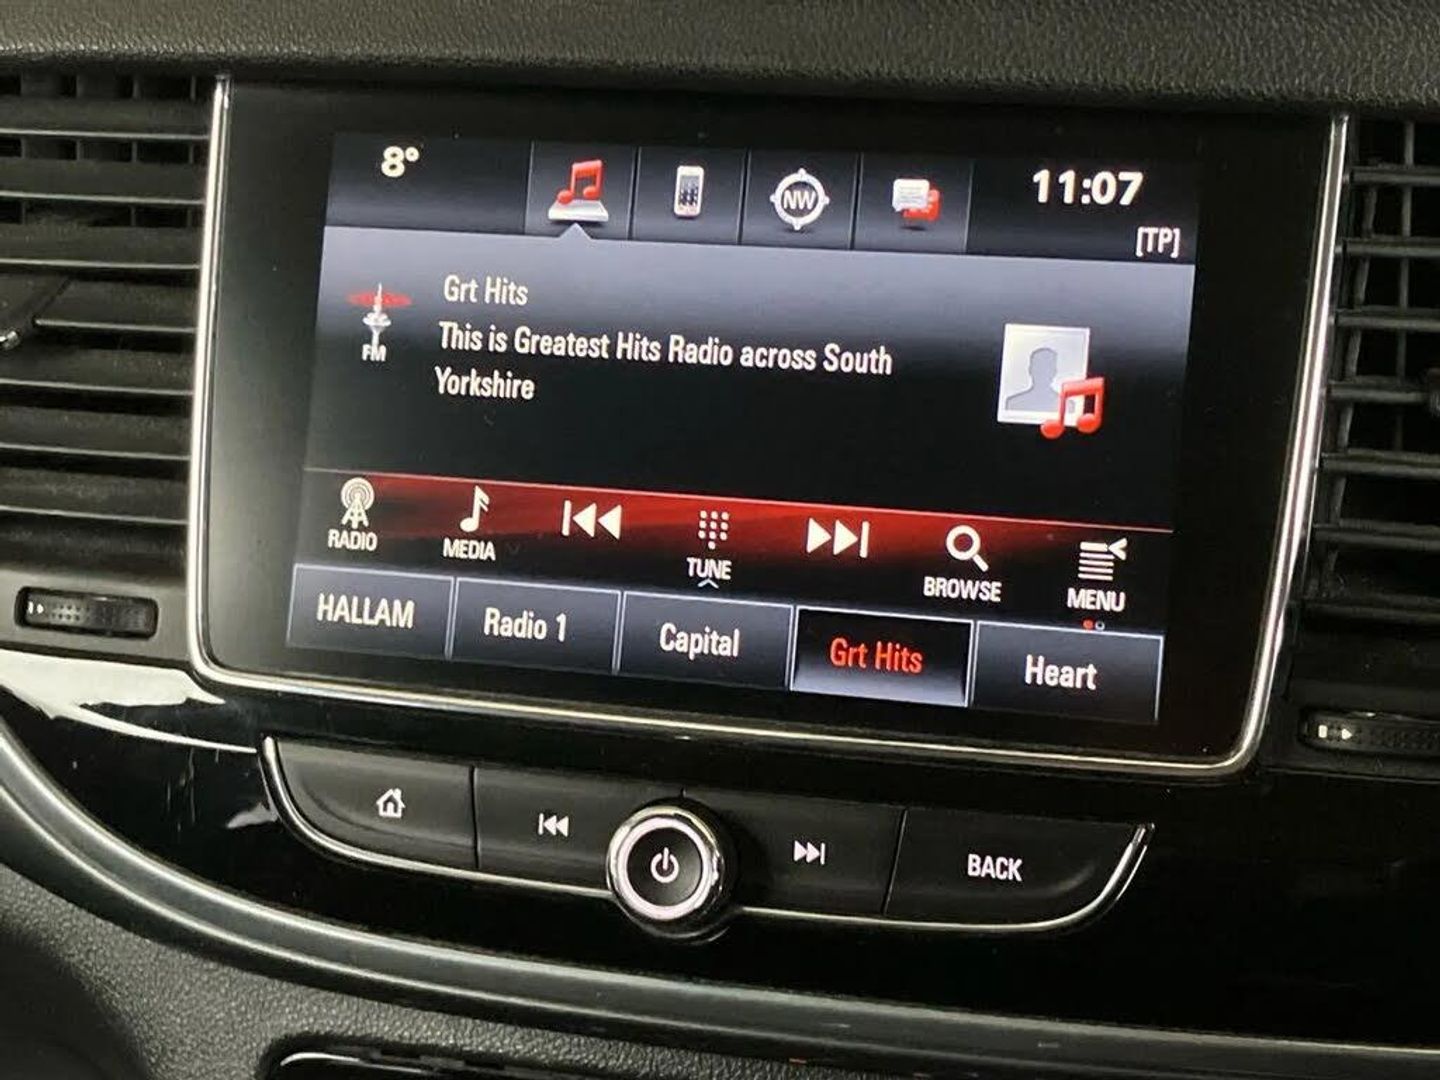 8°
NW
11:07
[TP]
Grt Hits
FM
This is Greatest Hits Radio across South
Yorkshire
RADIO
MEDIA
TUNE
BROWSE
MENU
HALLAM
Radio 1
Capital
Grt Hits
Heart
BACK